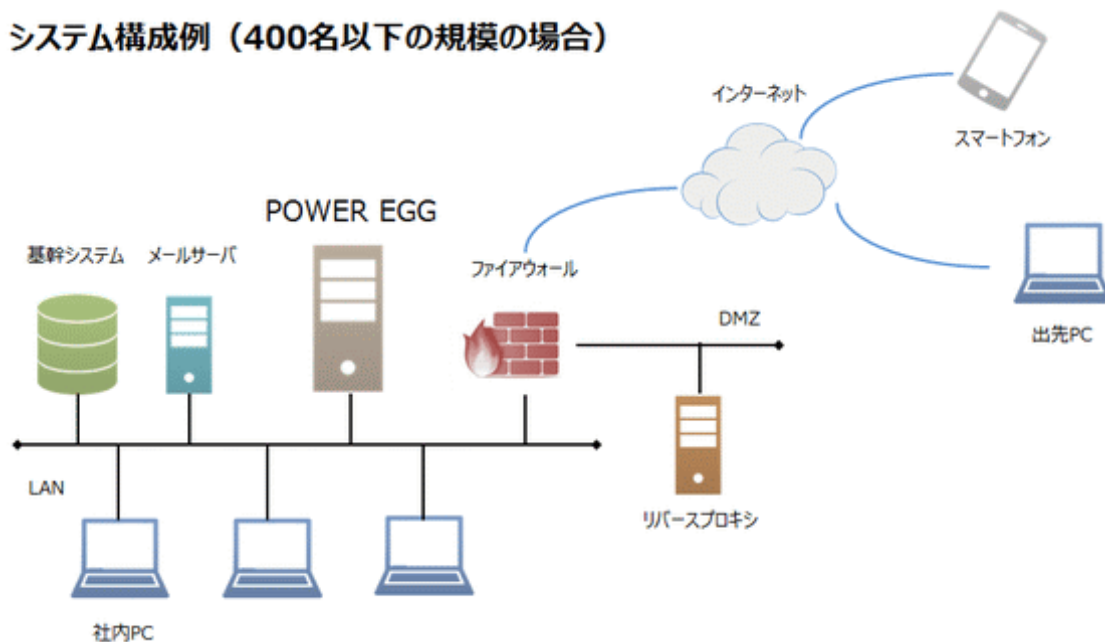 システム構成例（400名以下の規模の場合）
インターネット
スマートフォン
POWER EGG
基幹システム
メールサーバ
ファイアウォール
DMZ
出先PC
LAN
リバースプロキシ
社内PC